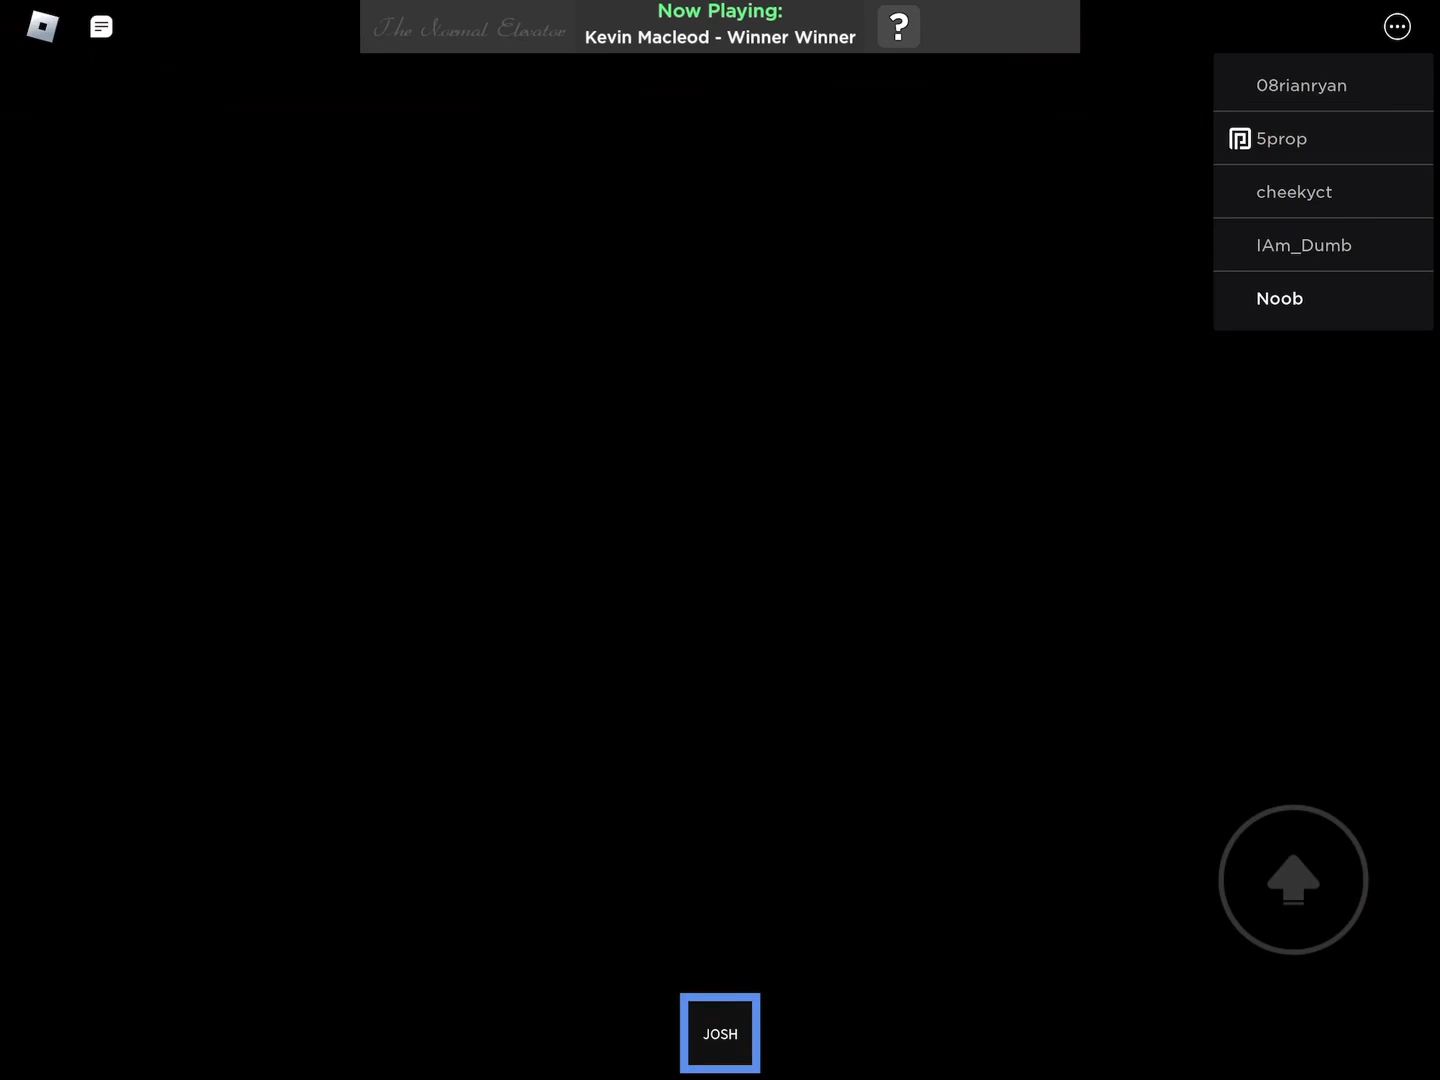 The Normal Elevator
Now Playing:
Kevin Macleod - Winner Winner
?
08rianryan
5prop
cheekyct
IAm_Dumb
Noob
JOSH